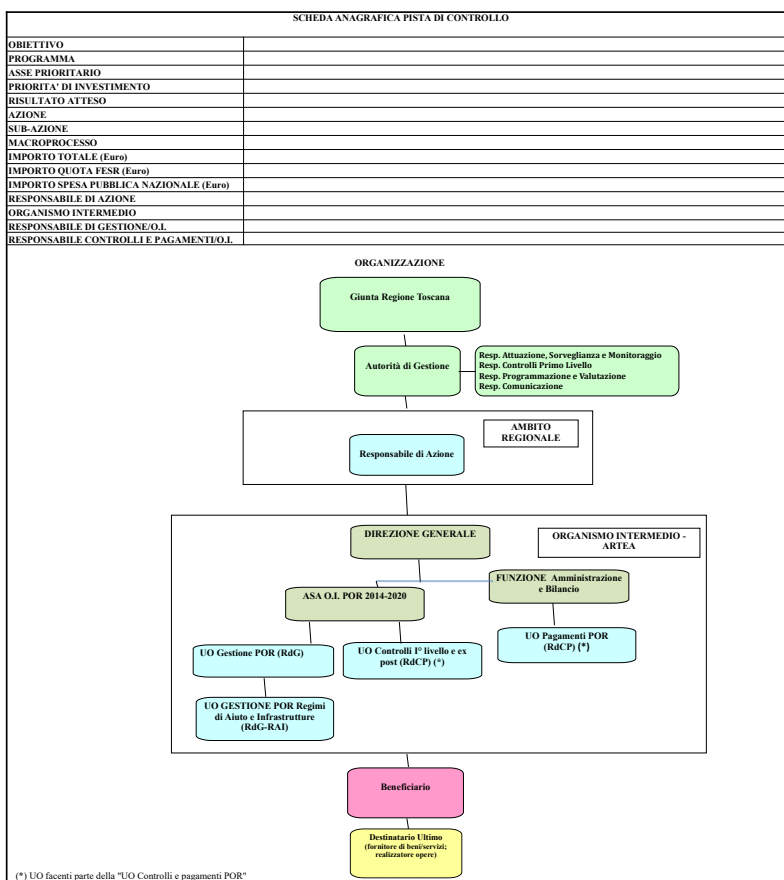 SCHEDA ANAGRAFICA PISTA DI CONTROLLO
OBIETTIVO
PROGRAMMA
ASSE PRIORITARIO
PRIORITA' DI INVESTIMENTO
RISULTATO ATTESO
AZIONE
SUB-AZIONE
MACROPROCESSO
IMPORTO TOTALE (Euro)
IMPORTO QUOTA FESR (Euro)
IMPORTO SPESA PUBBLICA NAZIONALE (Euro)
RESPONSABILE DI AZIONE
ORGANISMO INTERMEDIO
RESPONSABILE DI GESTIONE/O.I.
RESPONSABILE CONTROLLI E PAGAMENTI/O.I.
ORGANIZZAZIONE
Giunta Regione Toscana
Autorità di Gestione
Resp. Attuazione, Sorveglianza e Monitoraggio
Resp. Controlli Primo Livello
Resp. Programmazione e Valutazione
Resp. Comunicazione
AMBITO
REGIONALE
Responsabile di Azione
DIREZIONE GENERALE
ORGANISMO INTERMEDIO -
ARTEA
ASA O.I. POR 2014-2020
FUNZIONE Amministrazione
e Bilancio
UO Gestione POR (RdG)
UO Controlli I° livello e ex
post (RdCP) (*)
UO Pagamenti POR
(RdCP) (*)
UO GESTIONE POR Regimi
di Aiuto e Infrastrutture
(RdG-RAI)
Beneficiario
Destinatario Ultimo
(fornitore di beni/servizi;
realizzatore opere)
(*) UO facenti parte della "UO Controlli e pagamenti POR"